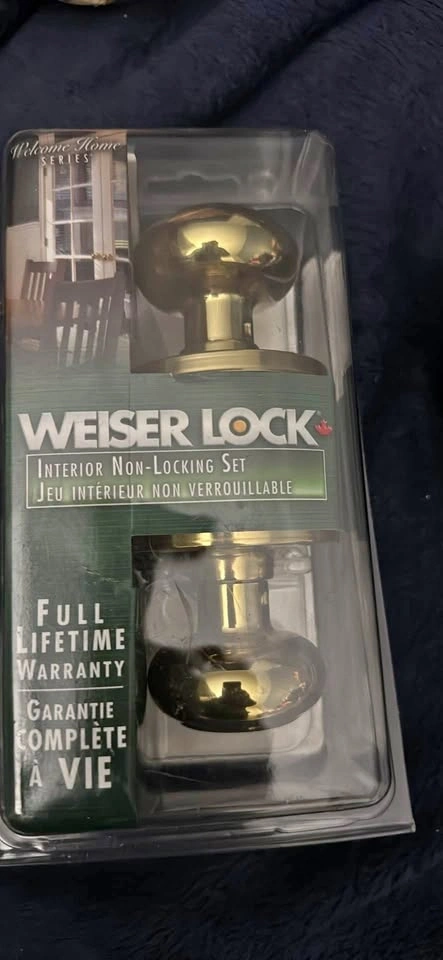 Welcome Home
SERIES
WEISER LOCK
INTERIOR NON-LOCKING SET
JEU INTÉRIEUR NON VERROUILLABLE
FULL
LIFETIME
WARRANTY
GARANTIE
COMPLÈTE
À VIE